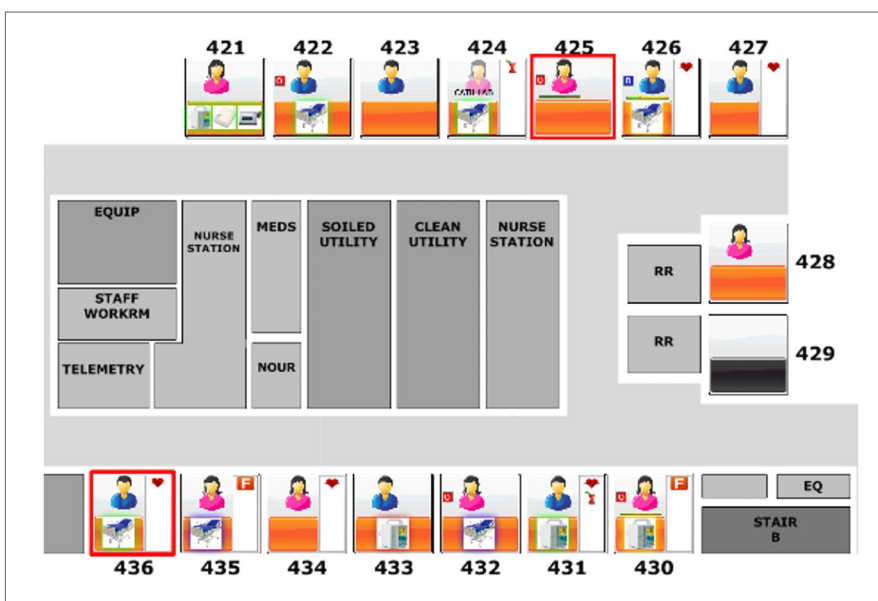 421 422 423 424 425 426 427
CATH-LAB
EQUIP
NURSE
STATION
MEDS
SOILED
UTILITY
CLEAN
UTILITY
NURSE
STATION
STAFF
WORKRM
TELEMETRY
NOUR
RR
RR
428
429
F
F
EQ
STAIR
B
436 435 434 433 432 431 430